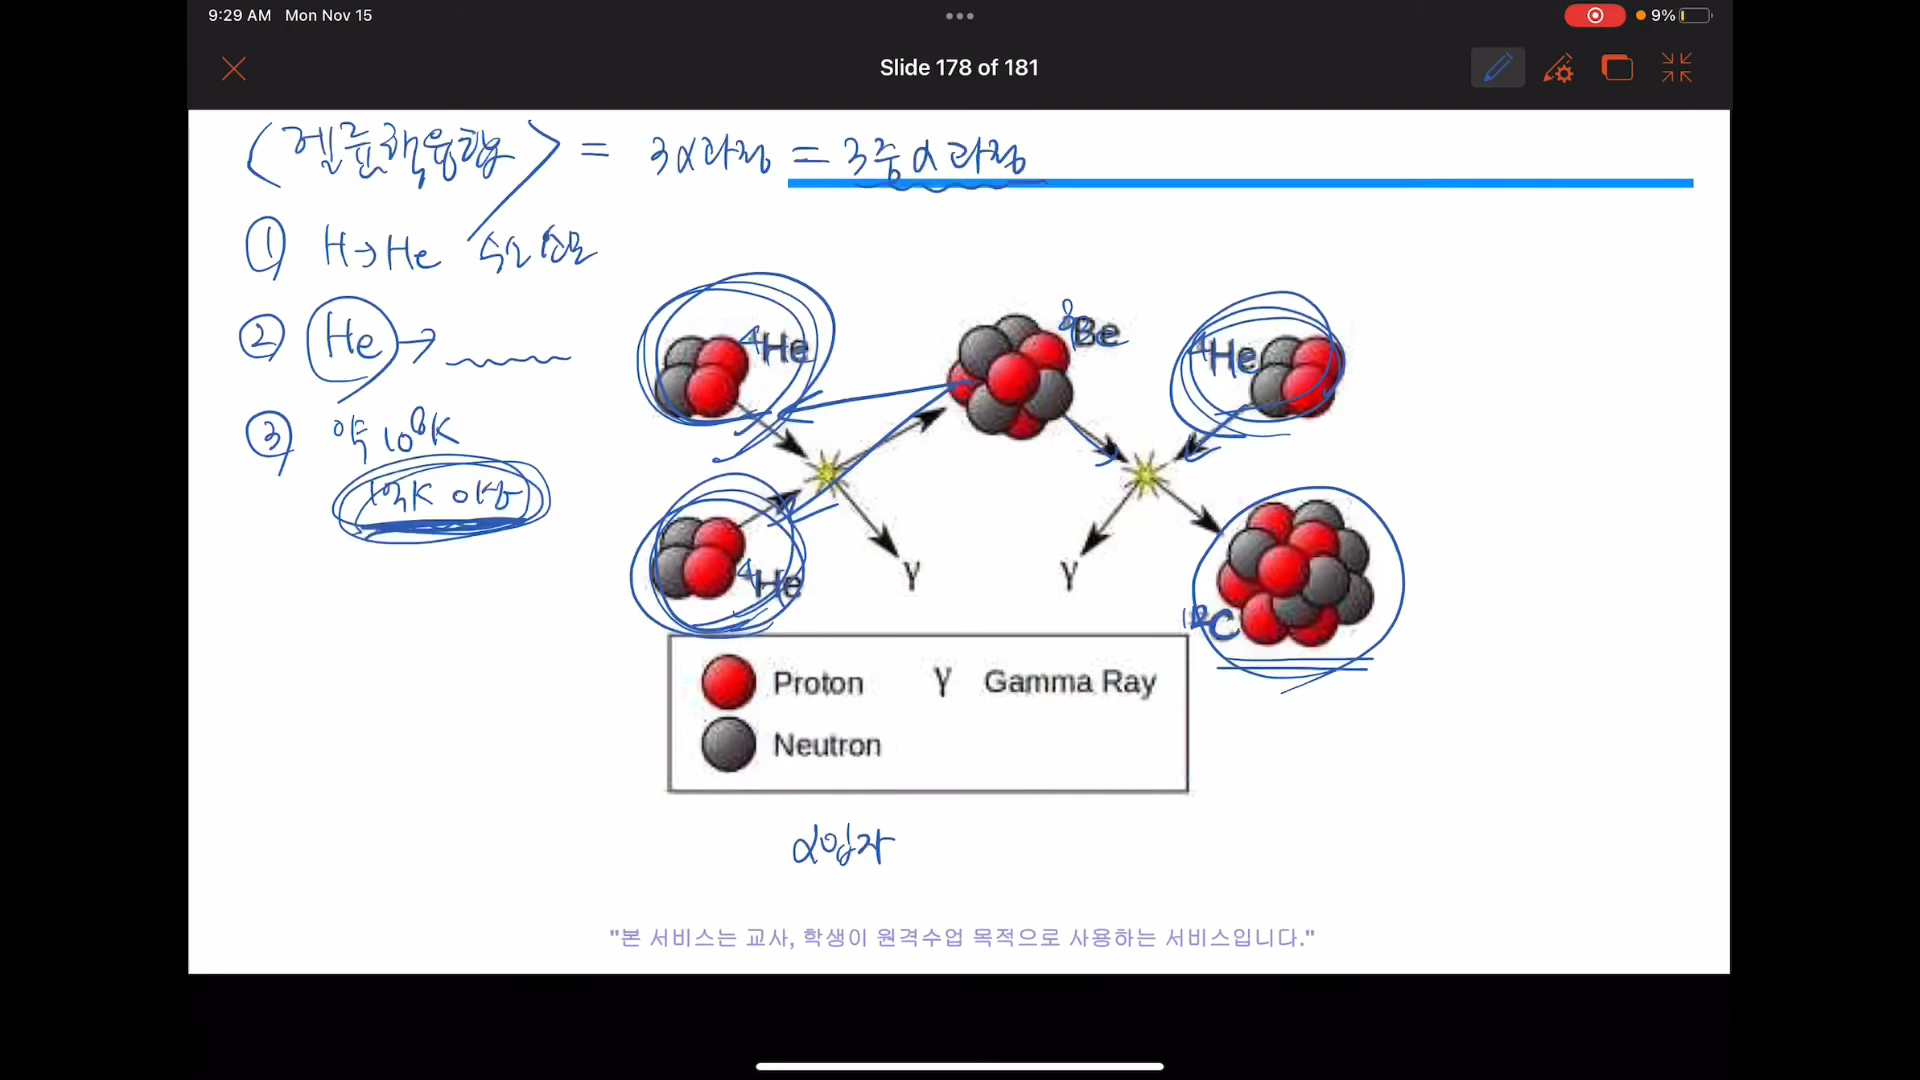 9:29 AM Mon Nov 15
9%
Slide 178 of 181
<헬륨핵융합> = 3α과정 = 3중α과정
① H→He 수소 소모
② He →
③ 약 10⁸K
1억K 이상
⁴He
⁸Be
⁴He
⁴He
γ
γ
¹²C
Proton γ Gamma Ray
Neutron
α입자
"본 서비스는 교사, 학생이 원격수업 목적으로 사용하는 서비스입니다."